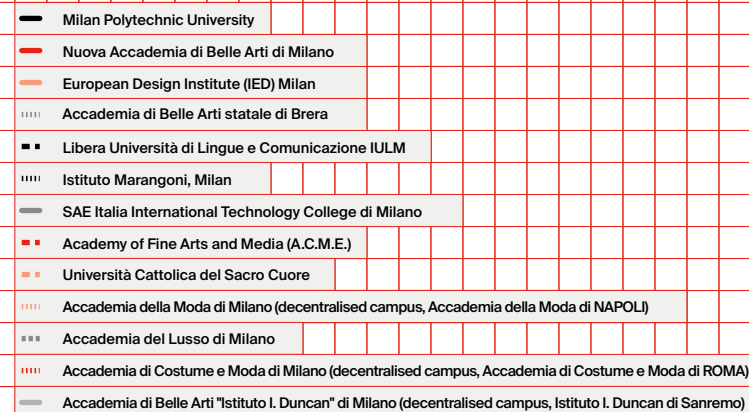 Milan Polytechnic University
Nuova Accademia di Belle Arti di Milano
European Design Institute (IED) Milan
Accademia di Belle Arti statale di Brera
Libera Università di Lingue e Comunicazione IULM
Istituto Marangoni, Milan
SAE Italia International Technology College di Milano
Academy of Fine Arts and Media (A.C.M.E.)
Università Cattolica del Sacro Cuore
Accademia della Moda di Milano (decentralised campus, Accademia della Moda di NAPOLI)
Accademia del Lusso di Milano
Accademia di Costume e Moda di Milano (decentralised campus, Accademia di Costume e Moda di ROMA)
Accademia di Belle Arti "Istituto I. Duncan" di Milano (decentralised campus, Istituto I. Duncan di Sanremo)